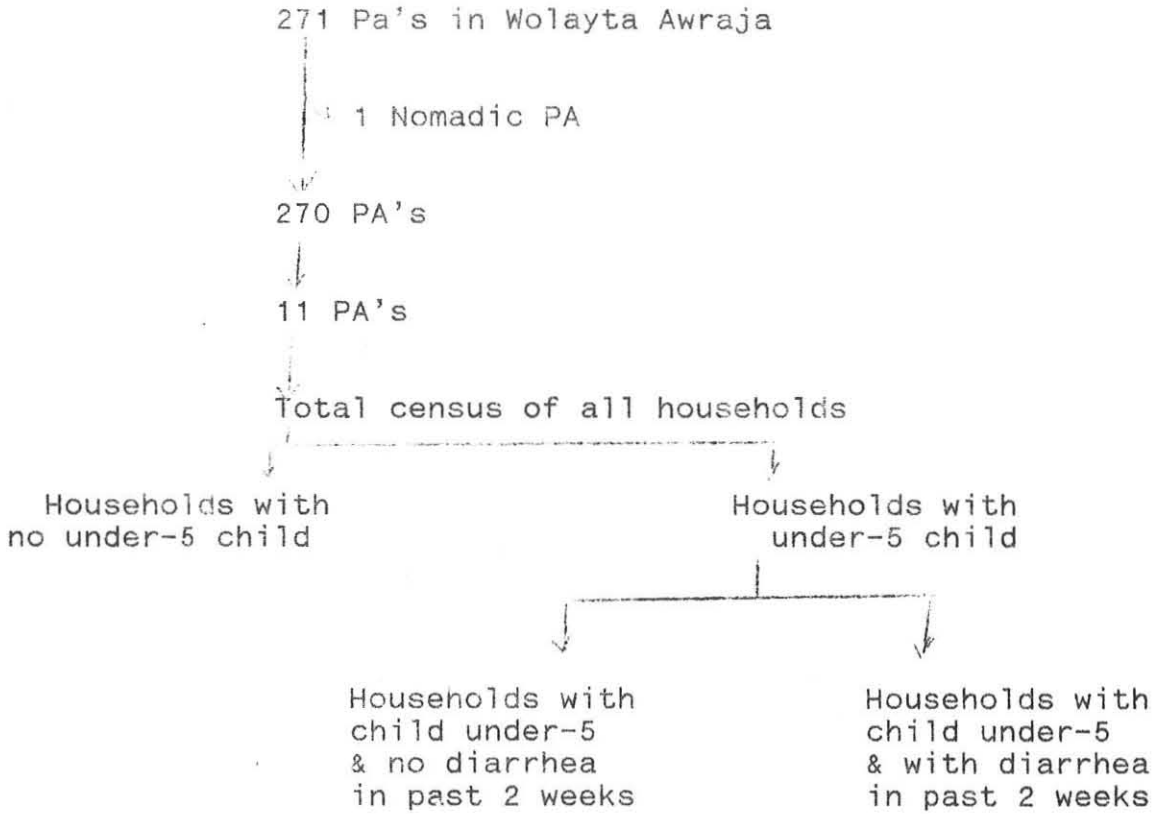 271 Pa's in Wolayta Awraja
1 Nomadic PA
270 PA's
11 PA's
Total census of all households
Households with
no under-5 child
Households with
under-5 child
Households with
child under-5
& no diarrhea
in past 2 weeks
Households with
child under-5
& with diarrhea
in past 2 weeks